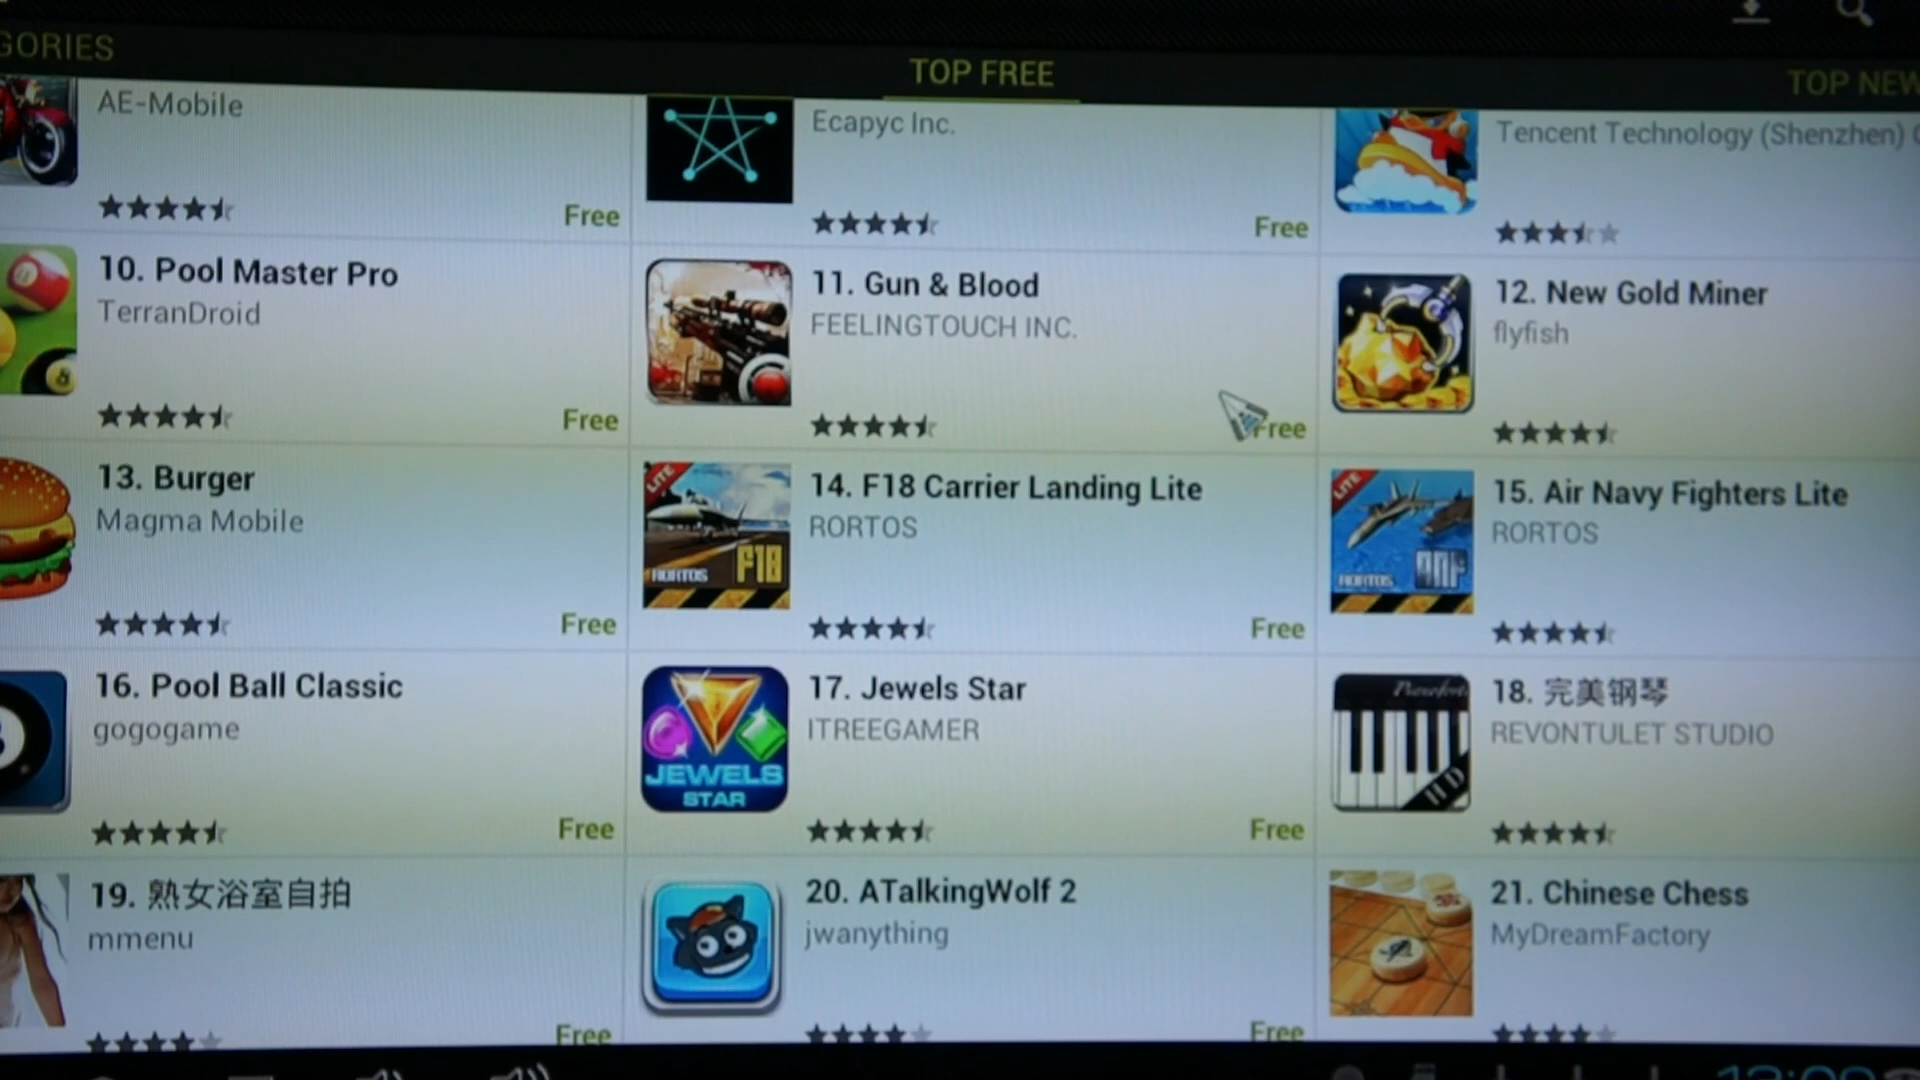 GORIES
TOP FREE
TOP NEW
AE-Mobile
Free
Ecapyc Inc.
Free
Tencent Technology (Shenzhen) C
10. Pool Master Pro
TerranDroid
Free
11. Gun & Blood
FEELINGTOUCH INC.
Free
12. New Gold Miner
flyfish
13. Burger
Magma Mobile
Free
LITE
RORTOS
F18
14. F18 Carrier Landing Lite
RORTOS
Free
LITE
RORTOS
ANF
15. Air Navy Fighters Lite
RORTOS
16. Pool Ball Classic
gogogame
Free
JEWELS
STAR
17. Jewels Star
ITREEGAMER
Free
HD
18. 完美钢琴
REVONTULET STUDIO
19. 熟女浴室自拍
mmenu
Free
20. ATalkingWolf 2
jwanything
Free
21. Chinese Chess
MyDreamFactory